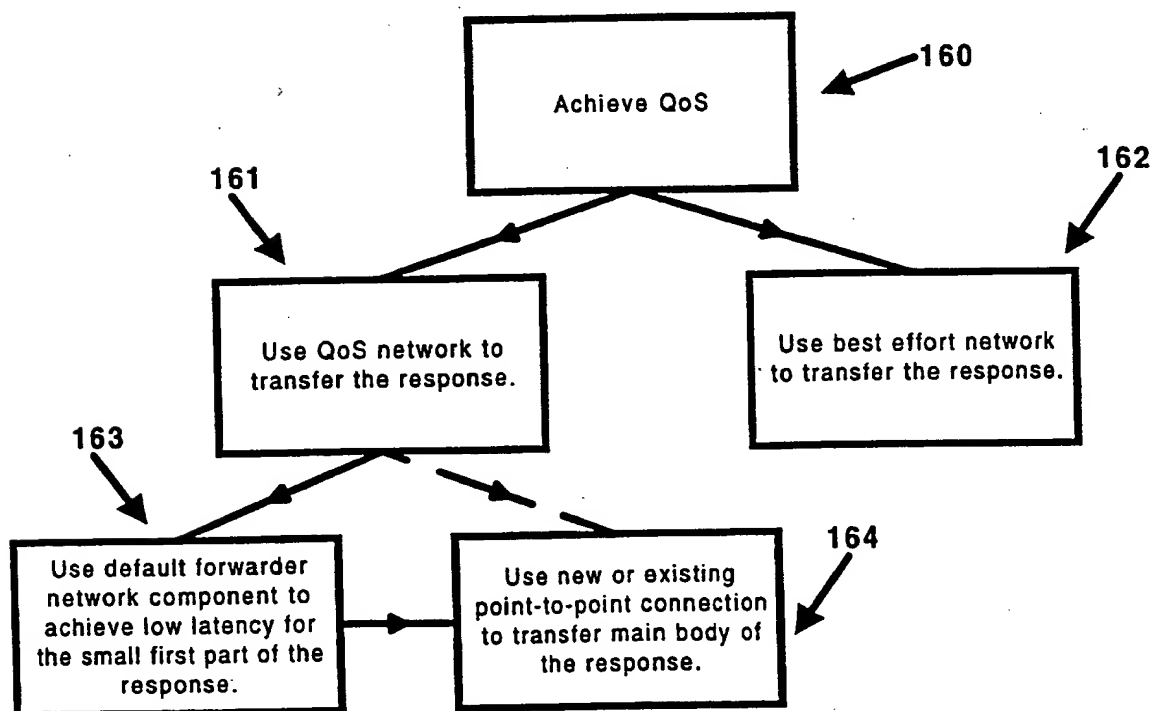 160
Achieve QoS
161
162
Use QoS network to
transfer the response.
Use best effort network
to transfer the response.
163
164
Use default forwarder
network component to
achieve low latency for
the small first part of the
response.
Use new or existing
point-to-point connection
to transfer main body of
the response.